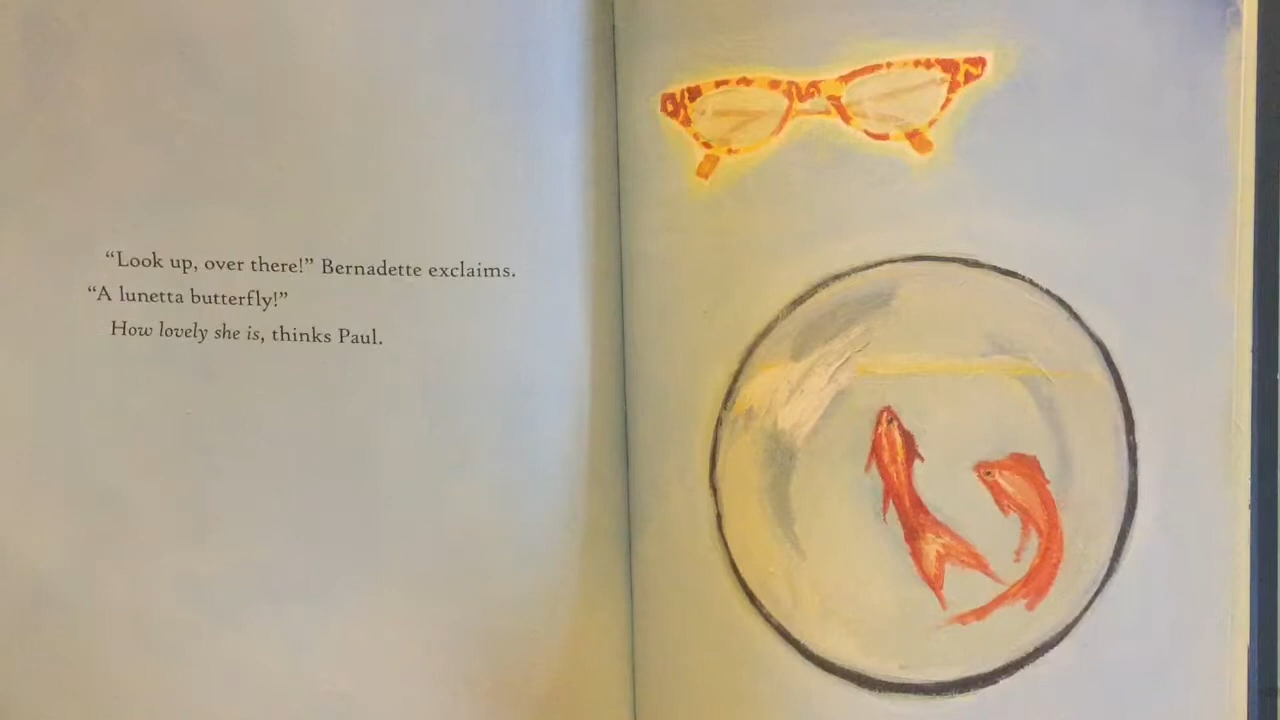 “Look up, over there!” Bernadette exclaims.
“A lunetta butterfly!”
How lovely she is, thinks Paul.